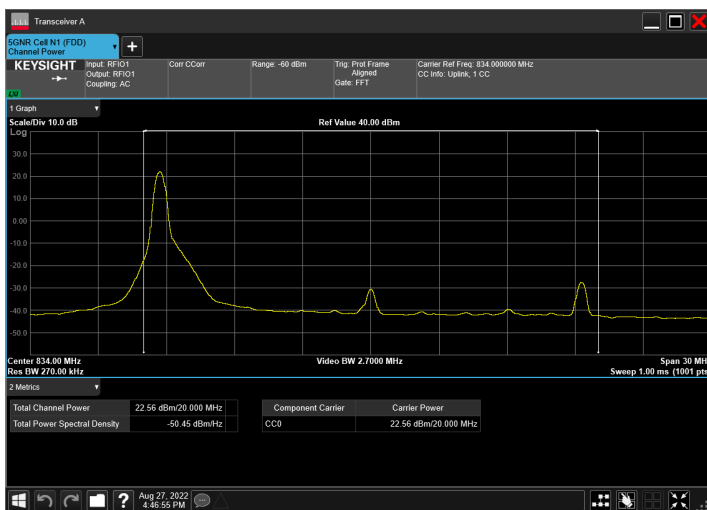 Transceiver A
5GNR Cell N1 (FDD)
Channel Power
KEYSIGHT
LXI
Input: RFIO1
Output: RFIO1
Coupling: AC
Corr CCorr
Range: -60 dBm
Trig: Prot Frame
Aligned
Gate: FFT
Carrier Ref Freq: 834.000000 MHz
CC Info: Uplink, 1 CC
1 Graph
Scale/Div 10.0 dB
Ref Value 40.00 dBm
Log
30.0
20.0
10.0
0.00
-10.0
-20.0
-30.0
-40.0
-50.0
Center 834.00 MHz
Video BW 2.7000 MHz
Span 30 MH
Res BW 270.00 kHz
Sweep 1.00 ms (1001 pts
2 Metrics
Total Channel Power 22.56 dBm/20.000 MHz
Total Power Spectral Density -50.45 dBm/Hz
Component Carrier Carrier Power
CC0 22.56 dBm/20.000 MHz
Aug 27, 2022
4:46:55 PM